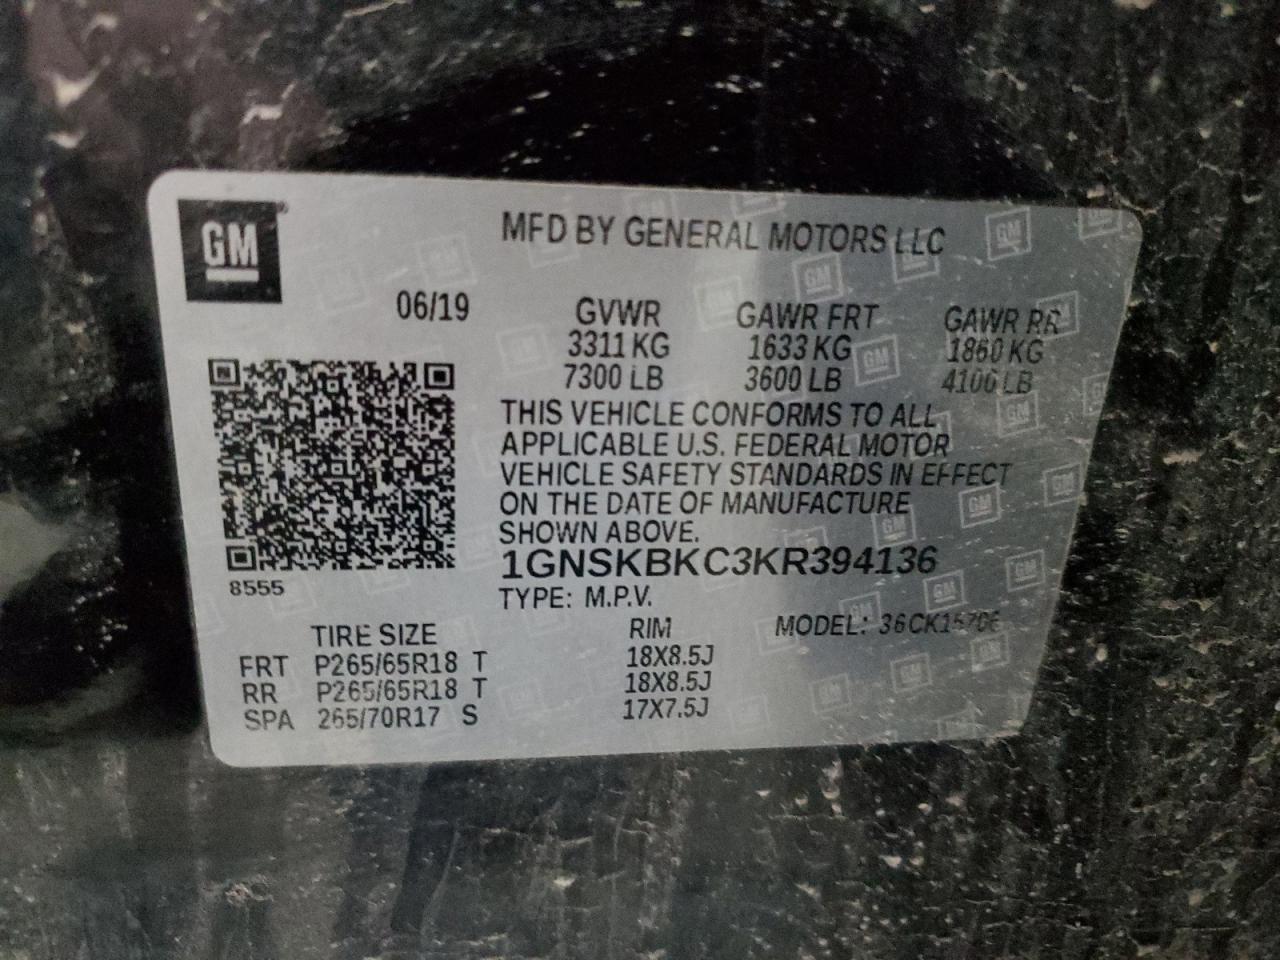 GM
MFD BY GENERAL MOTORS LLC
06/19 GVWR GAWR FRT GAWR RR
3311 KG 1633 KG 1860 KG
7300 LB 3600 LB 4100 LB
THIS VEHICLE CONFORMS TO ALL
APPLICABLE U.S. FEDERAL MOTOR
VEHICLE SAFETY STANDARDS IN EFFECT
ON THE DATE OF MANUFACTURE
SHOWN ABOVE.
1GNSKBKC3KR394136
8555
TYPE: M.P.V.
TIRE SIZE RIM MODEL:
FRT P265/65R18 T 18X8.5J
RR P265/65R18 T 18X8.5J
SPA 265/70R17 S 17X7.5J